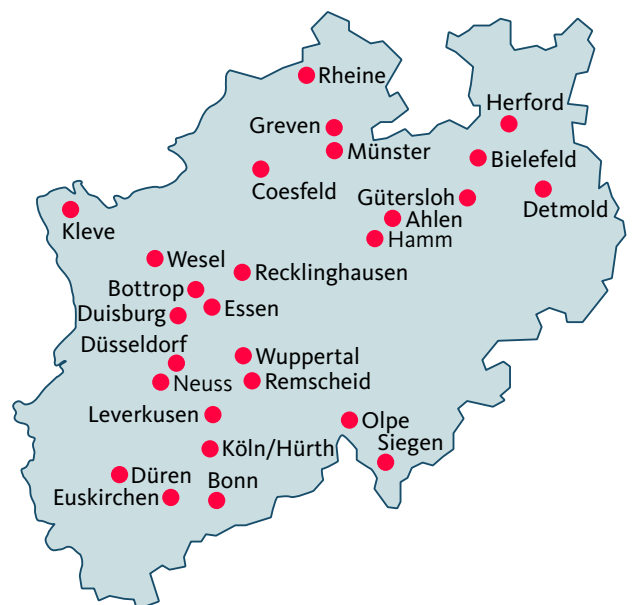 Rheine
Herford
Greven
Münster
Bielefeld
Coesfeld
Gütersloh
Detmold
Ahlen
Kleve
Hamm
Wesel
Recklinghausen
Bottrop
Essen
Duisburg
Düsseldorf
Wuppertal
Neuss
Remscheid
Leverkusen
Olpe
Siegen
Köln/Hürth
Düren
Bonn
Euskirchen